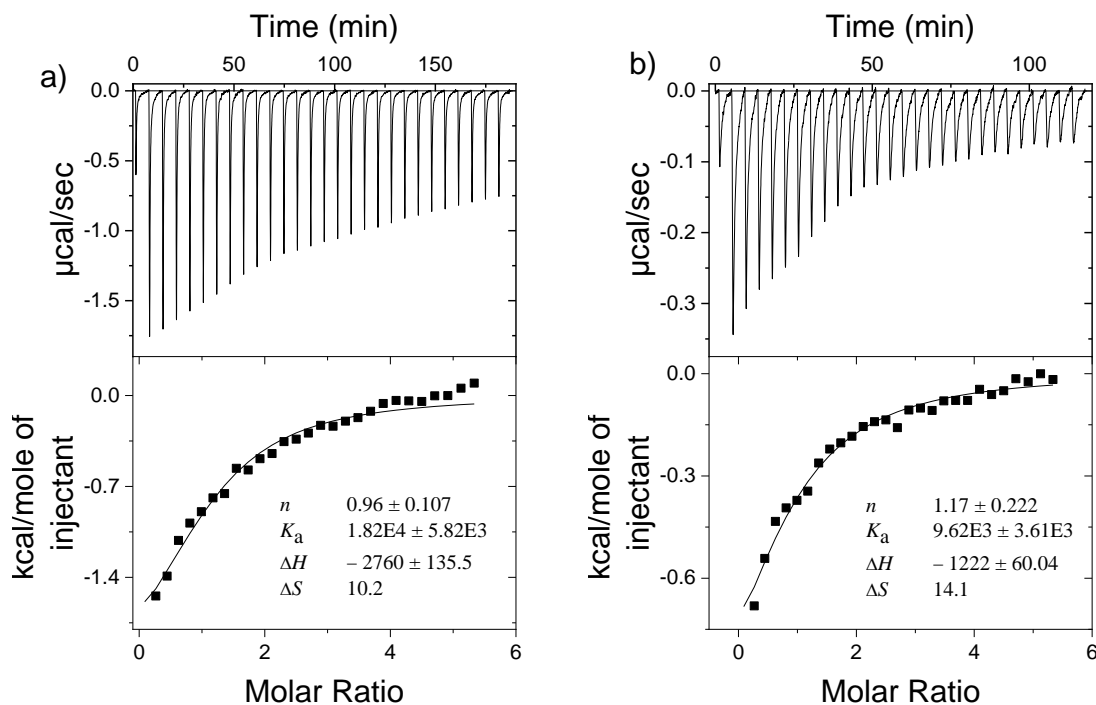 a)
Time (min)
0 50 100 150
0.0
-0.5
-1.0
-1.5
µcal/sec
0.0
-0.7
-1.4
kcal/mole of
injectant
n 0.96 ± 0.107
Ka 1.82E4 ± 5.82E3
ΔH − 2760 ± 135.5
ΔS 10.2
0 2 4 6
Molar Ratio
b)
Time (min)
0 50 100
0.0
-0.1
-0.2
-0.3
µcal/sec
0.0
-0.3
-0.6
kcal/mole of
injectant
n 1.17 ± 0.222
Ka 9.62E3 ± 3.61E3
ΔH − 1222 ± 60.04
ΔS 14.1
0 2 4 6
Molar Ratio